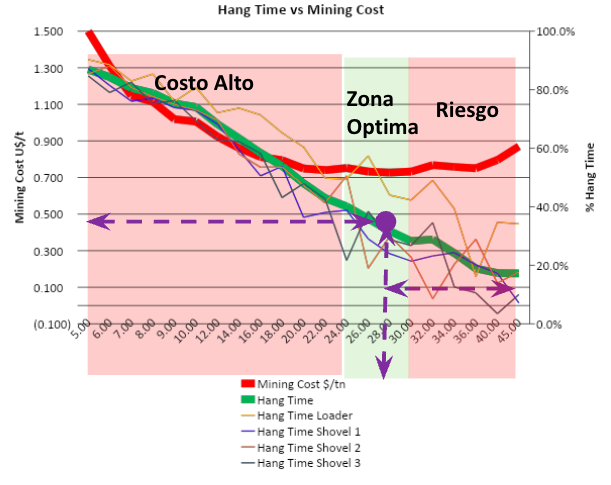 Hang Time vs Mining Cost
1.500
1.300
1.100
0.900
0.700
0.500
0.300
0.100
(0.100)
Mining Cost U$/t
100.0%
80.0%
60.0%
40.0%
20.0%
0.0%
% Hang Time
Costo Alto
Zona
Optima
Riesgo
5.00
6.00
7.00
8.00
9.00
10.00
12.00
14.00
16.00
18.00
20.00
22.00
24.00
26.00
28.00
30.00
32.00
34.00
36.00
40.00
45.00
Mining Cost $/tn
Hang Time
Hang Time Loader
Hang Time Shovel 1
Hang Time Shovel 2
Hang Time Shovel 3